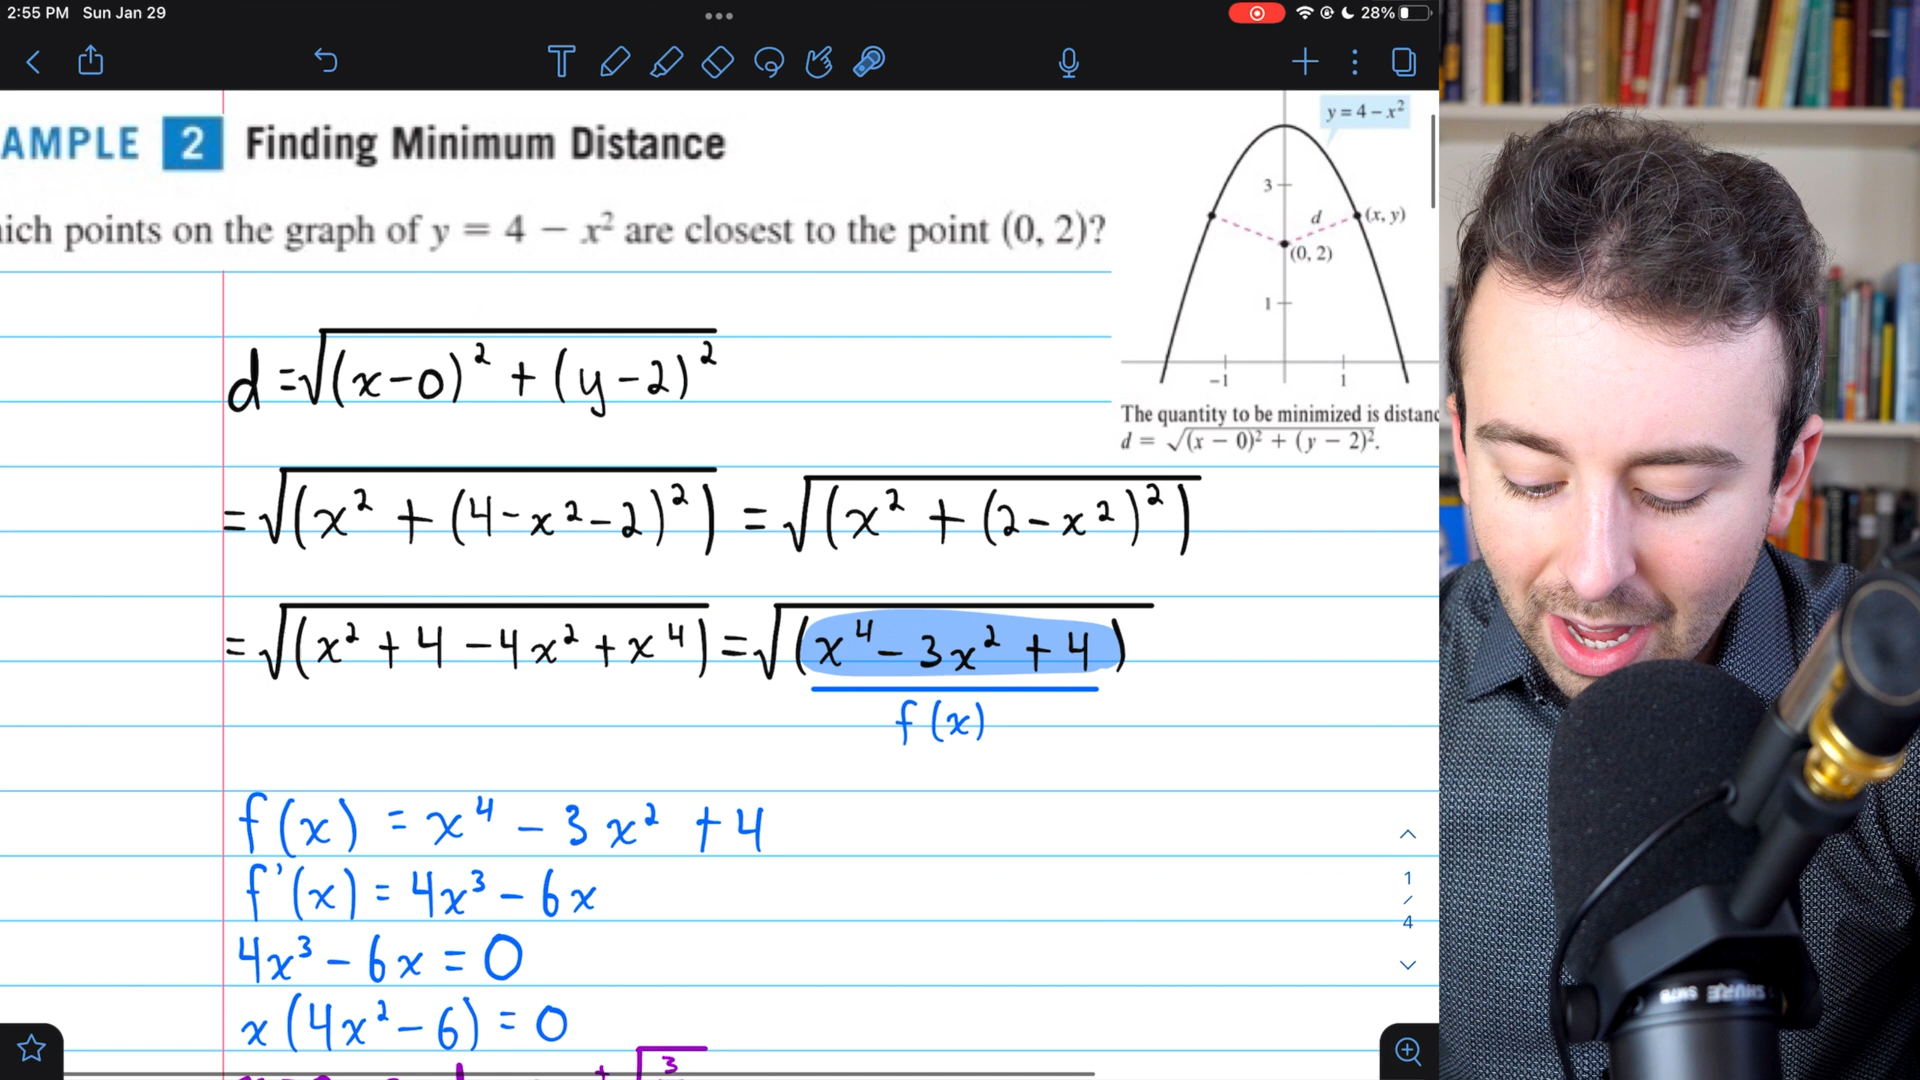 2:55 PM Sun Jan 29
28%
AMPLE 2 Finding Minimum Distance
ich points on the graph of y = 4 − x² are closest to the point (0, 2)?
y = 4 − x²
3
d
(x, y)
(0, 2)
1
−1
1
The quantity to be minimized is distanc
d = √(x − 0)² + (y − 2)².
d = √(x-0)² + (y-2)²
= √(x² + (4-x²-2)²) = √(x² + (2-x²)²)
= √(x² + 4 - 4x² + x⁴) = √(x⁴ - 3x² + 4)
f(x)
f(x) = x⁴ - 3x² + 4
f'(x) = 4x³ - 6x
4x³ - 6x = 0
x(4x² - 6) = 0
3
1
/
4
SHURE SM7B